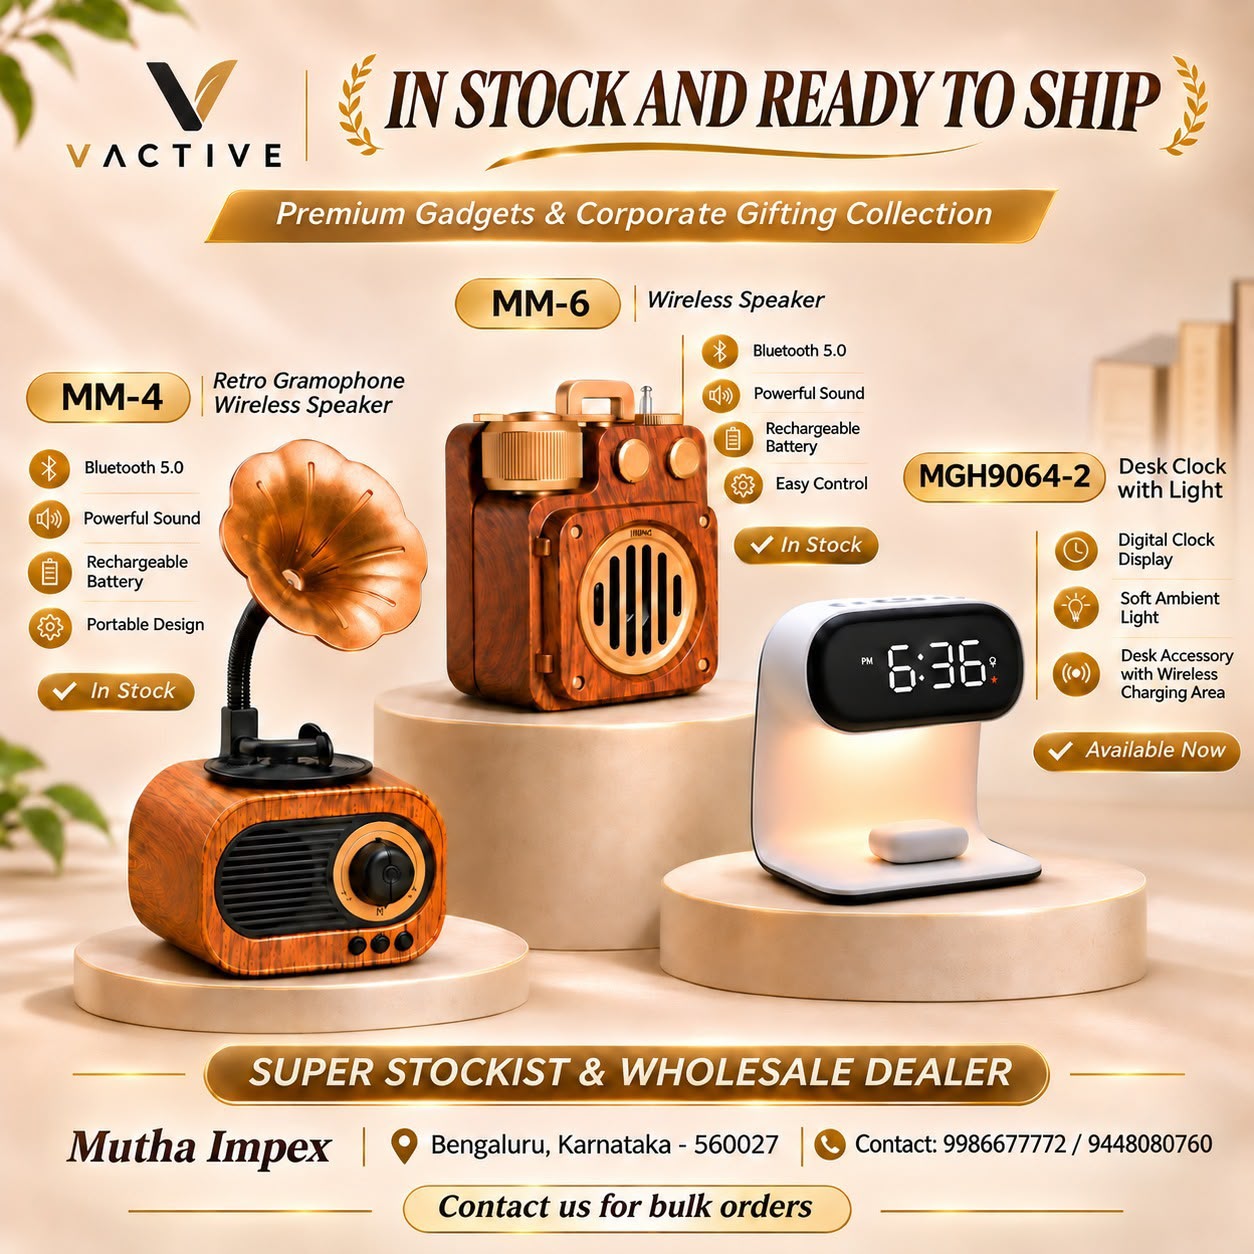 VACTIVE
IN STOCK AND READY TO SHIP
Premium Gadgets & Corporate Gifting Collection
MM-6
Wireless Speaker
Bluetooth 5.0
Powerful Sound
Rechargeable
Battery
Easy Control
In Stock
MM-4
Retro Gramophone
Wireless Speaker
Bluetooth 5.0
Powerful Sound
Rechargeable
Battery
Portable Design
In Stock
MGH9064-2
Desk Clock
with Light
Digital Clock
Display
Soft Ambient
Light
Desk Accessory
with Wireless
Charging Area
Available Now
PM 6:36
SUPER STOCKIST & WHOLESALE DEALER
Mutha Impex
Bengaluru, Karnataka - 560027
Contact: 9986677772 / 9448080760
Contact us for bulk orders